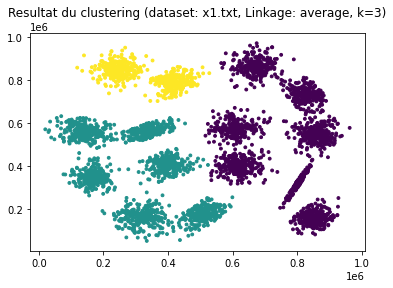 Resultat du clustering (dataset: x1.txt, Linkage: average, k=3)
1e6
1.0
0.8
0.6
0.4
0.2
0.0 0.2 0.4 0.6 0.8 1.0
1e6